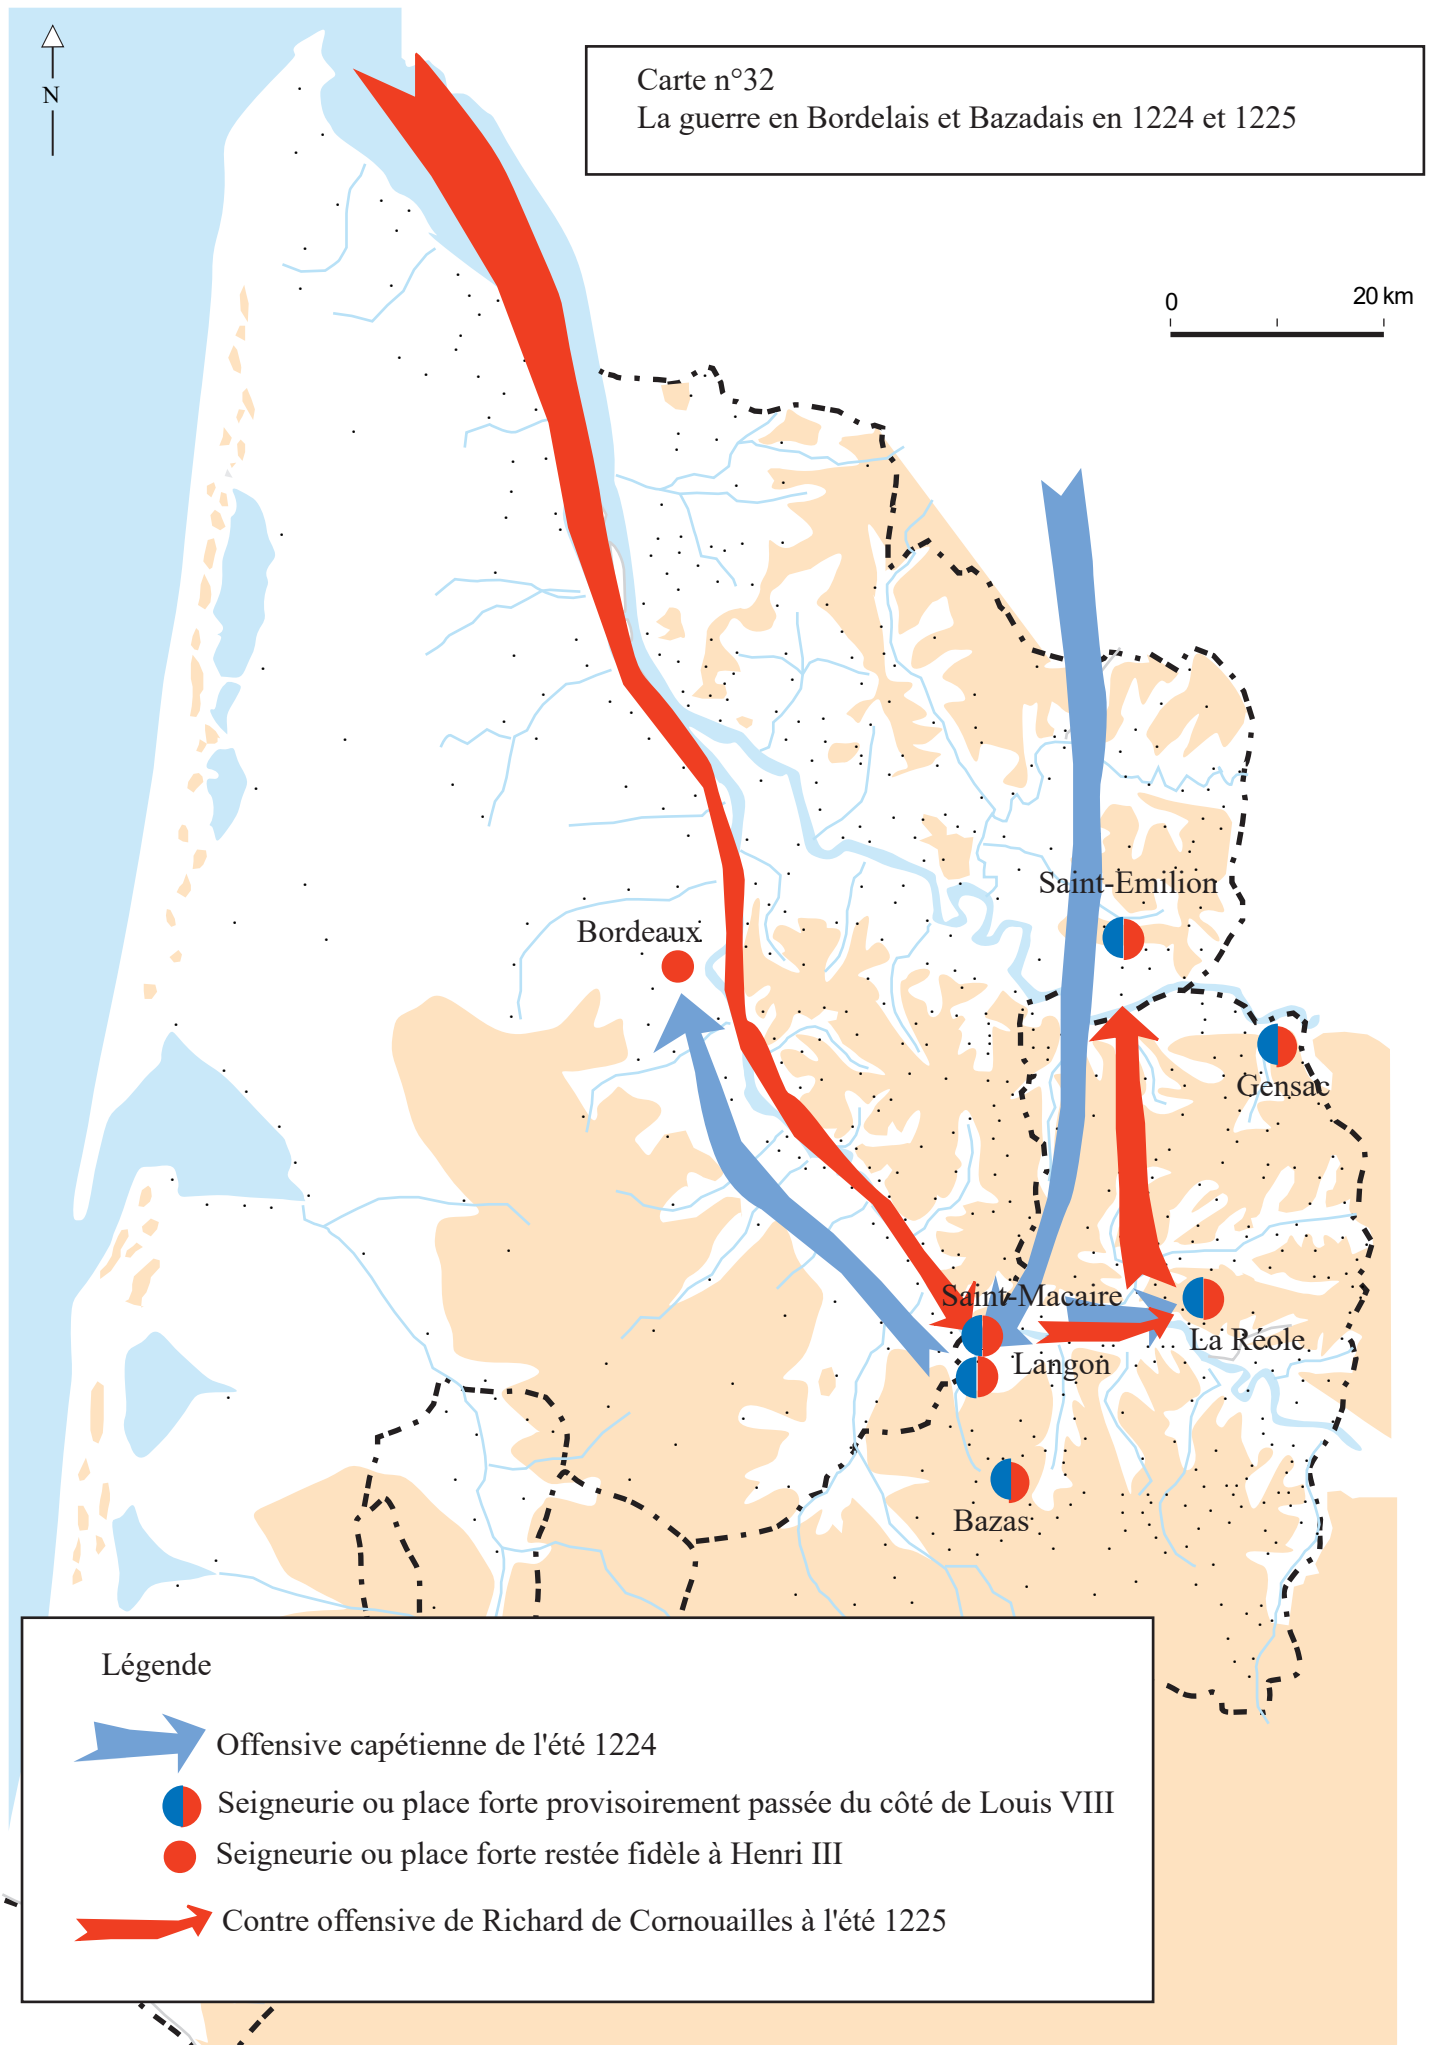 N
Carte n°32
La guerre en Bordelais et Bazadais en 1224 et 1225
0 20 km
Saint-Emilion
Bordeaux
Gensac
Saint-Macaire
La Réole
Langon
Bazas
Légende
Offensive capétienne de l'été 1224
Seigneurie ou place forte provisoirement passée du côté de Louis VIII
Seigneurie ou place forte restée fidèle à Henri III
Contre offensive de Richard de Cornouailles à l'été 1225